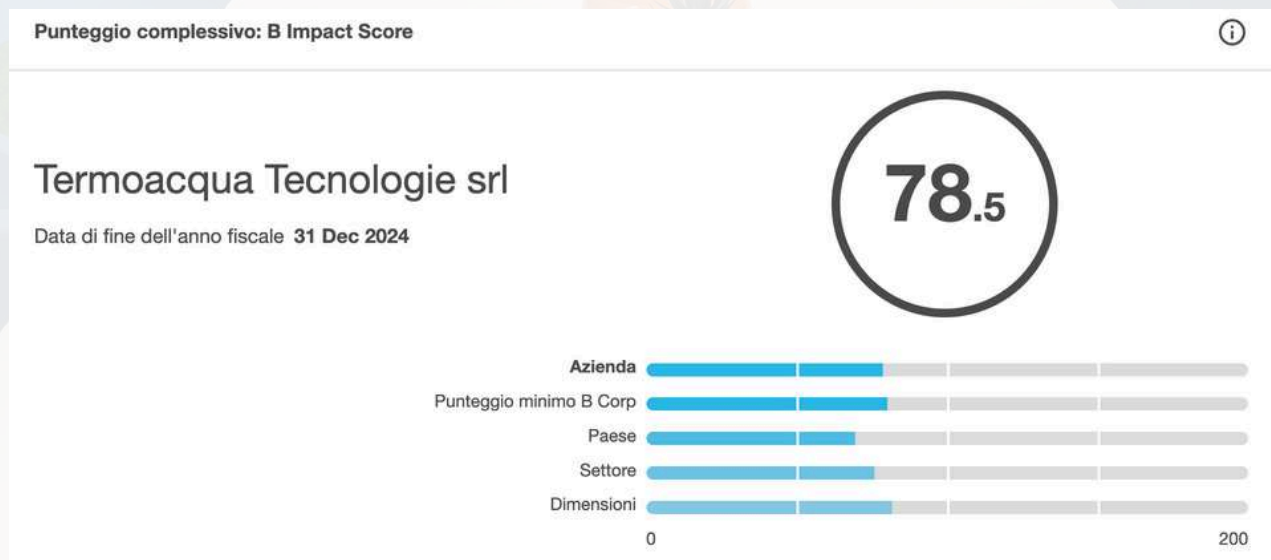 Punteggio complessivo: B Impact Score
Termoacqua Tecnologie srl
Data di fine dell'anno fiscale 31 Dec 2024
78.5
Azienda
Punteggio minimo B Corp
Paese
Settore
Dimensioni
0 200